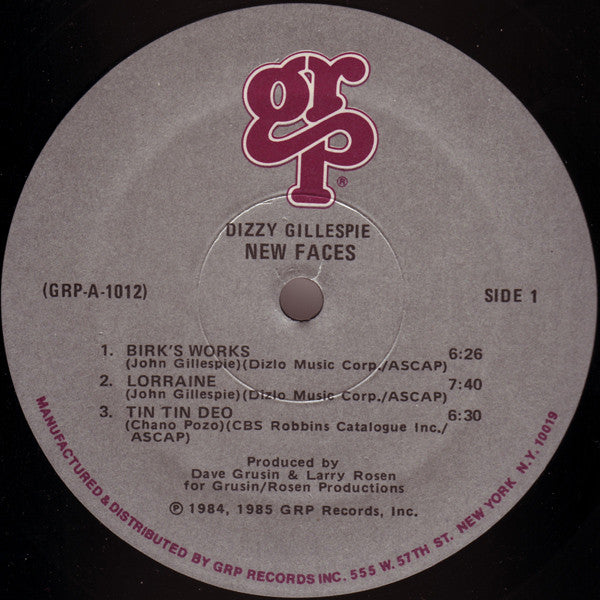 grp®
DIZZY GILLESPIE
NEW FACES
(GRP-A-1012)
SIDE 1
1. BIRK'S WORKS 6:26
(John Gillespie)(Dizlo Music Corp./ASCAP)
2. LORRAINE 7:40
(John Gillespie)(Dizlo Music Corp./ASCAP)
3. TIN TIN DEO 6:30
(Chano Pozo)(CBS Robbins Catalogue Inc./
ASCAP)
Produced by
Dave Grusin & Larry Rosen
for Grusin/Rosen Productions
℗ 1984, 1985 GRP Records, Inc.
MANUFACTURED & DISTRIBUTED BY GRP RECORDS INC. 555 W. 57TH ST. NEW YORK N.Y. 10019